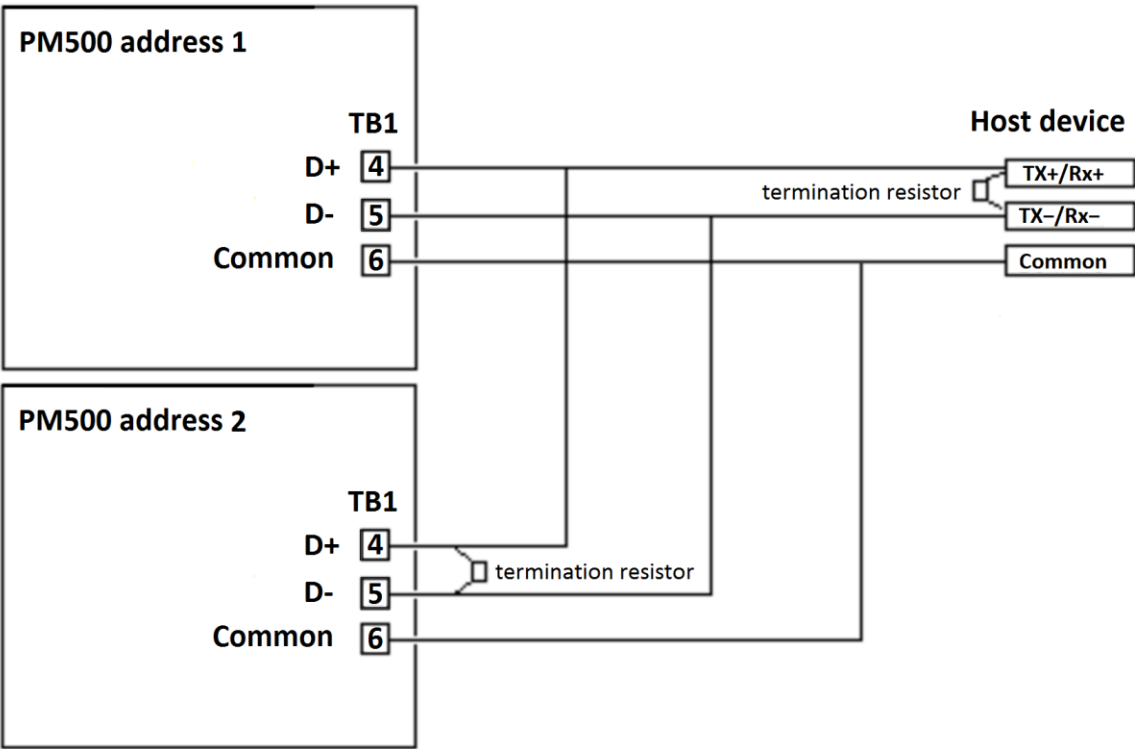 PM500 address 1
TB1
Host device
D+ 4
TX+/Rx+
termination resistor
D- 5
TX–/Rx–
Common 6
Common
PM500 address 2
TB1
D+ 4
termination resistor
D- 5
Common 6